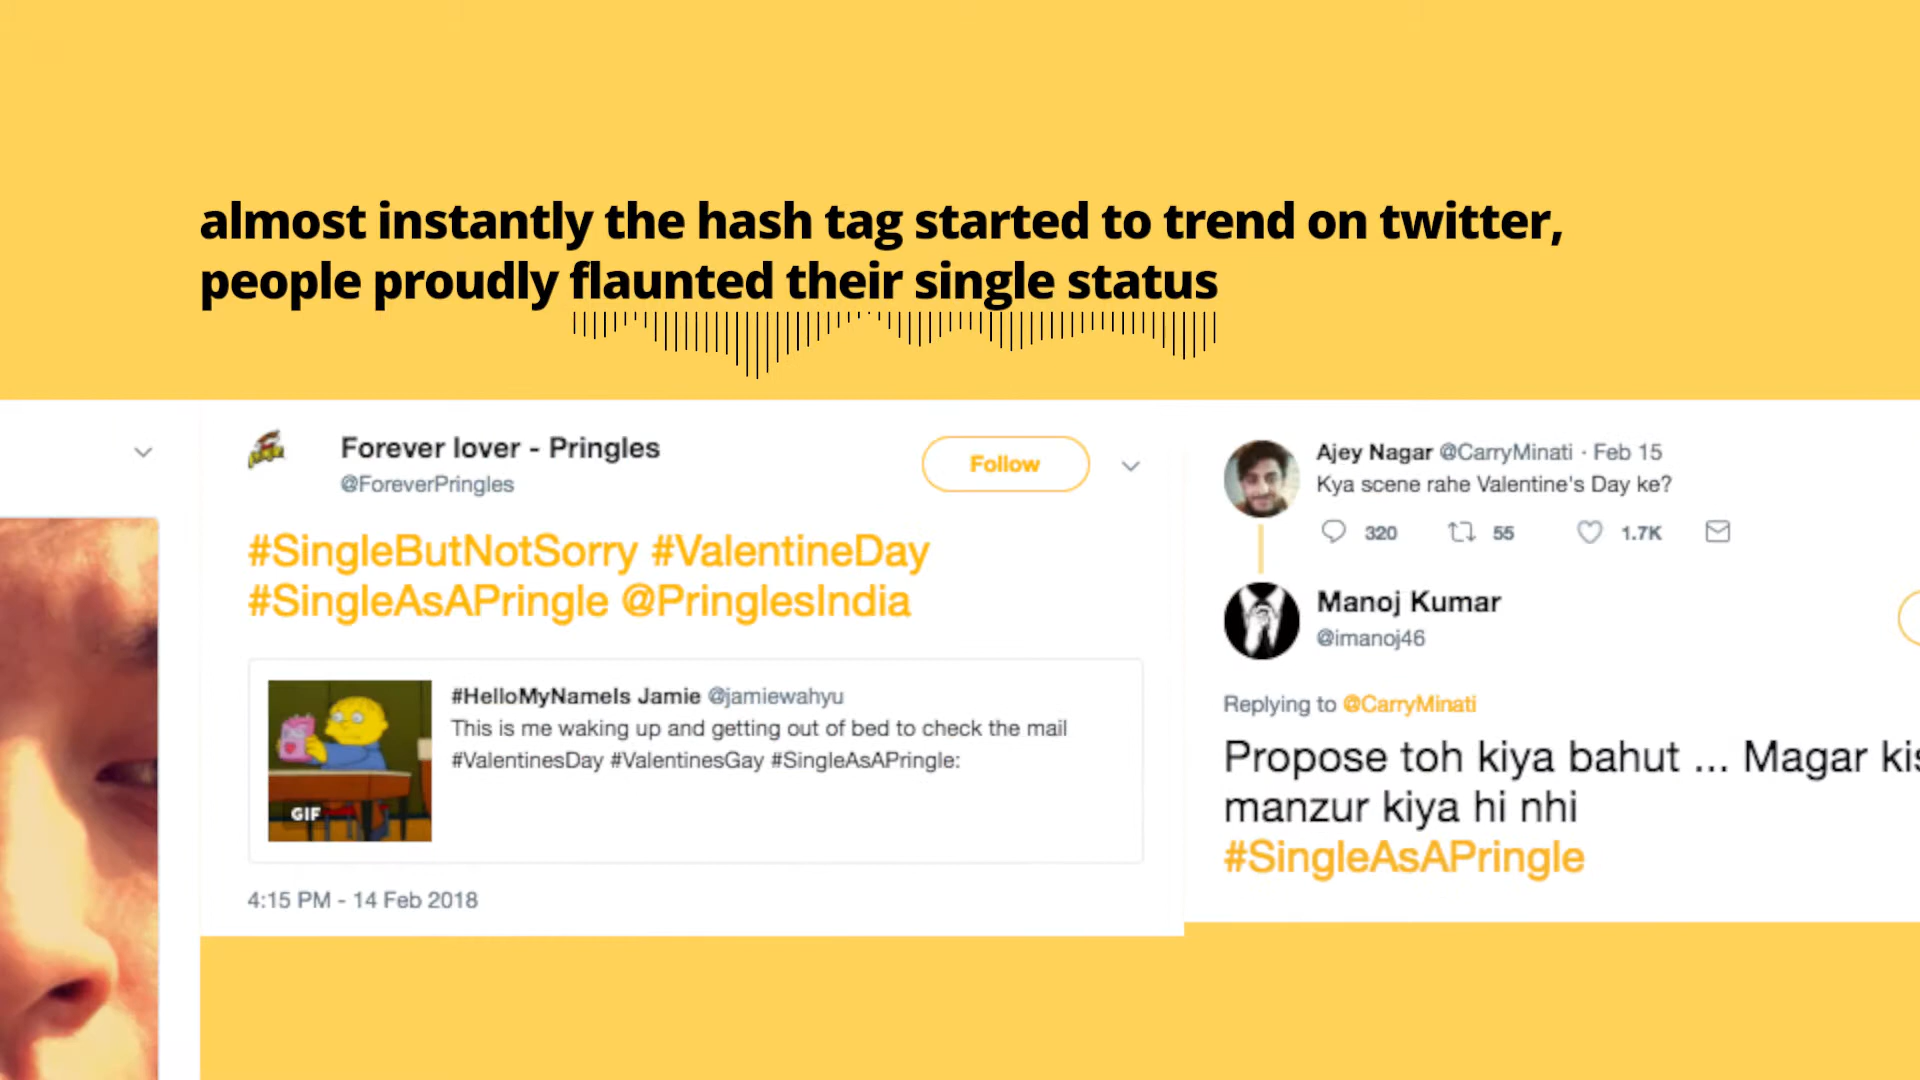 almost instantly the hash tag started to trend on twitter,
people proudly flaunted their single status
Forever lover - Pringles
@ForeverPringles
Follow
#SingleButNotSorry #ValentineDay
#SingleAsAPringle @PringlesIndia
#HelloMyNameIs Jamie @jamiewahyu
This is me waking up and getting out of bed to check the mail
#ValentinesDay #ValentinesGay #SingleAsAPringle:
GIF
4:15 PM - 14 Feb 2018
Ajey Nagar @CarryMinati · Feb 15
Kya scene rahe Valentine's Day ke?
320 55 1.7K
Manoj Kumar
@imanoj46
Replying to @CarryMinati
Propose toh kiya bahut ... Magar
manzur kiya hi nhi
#SingleAsAPringle